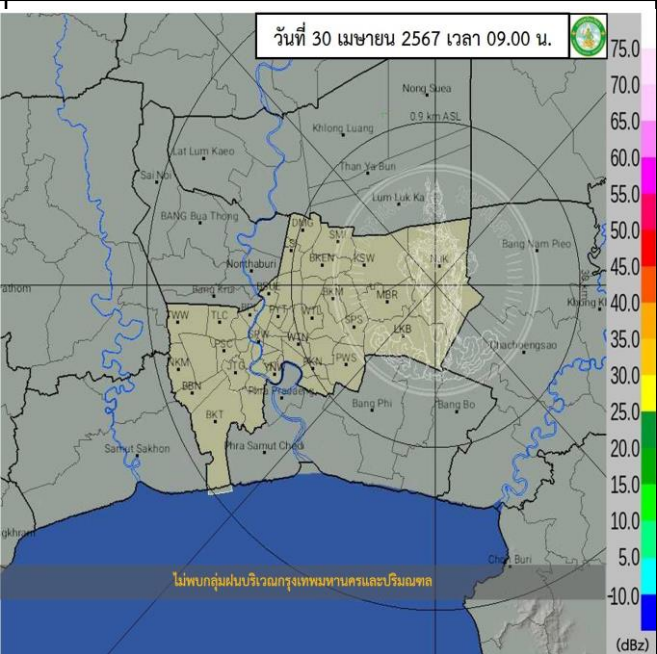 วันที่ 30 เมษายน 2567 เวลา 09.00 น.
75.0
70.0
65.0
60.0
55.0
50.0
45.0
40.0
35.0
30.0
25.0
20.0
15.0
10.0
5.0
-10.0
(dBz)
Nong Suea
0.9 km ASL
Khlong Luang
Lat Lum Kaeo
Than Ya Buri
Sai Noi
Lum Luk Ka
BANG Bua Thong
DMG
SMI
Bang Nam Pieo
BKEN
KSW
NJK
Nonthaburi
Bang Krui
BKM
MBR
TWW
TLC
PYT
WTL
SPS
LKB
PSC
WTN
Chachoengsao
NKM
JTG
YNW
PKN
PWS
BBN
Phra Pradaeng
BKT
Bang Phi
Bang Bo
Samut Sakhon
Phra Samut Chedi
Chon Buri
ไม่พบกลุ่มฝนบริเวณกรุงเทพมหานครและปริมณฑล